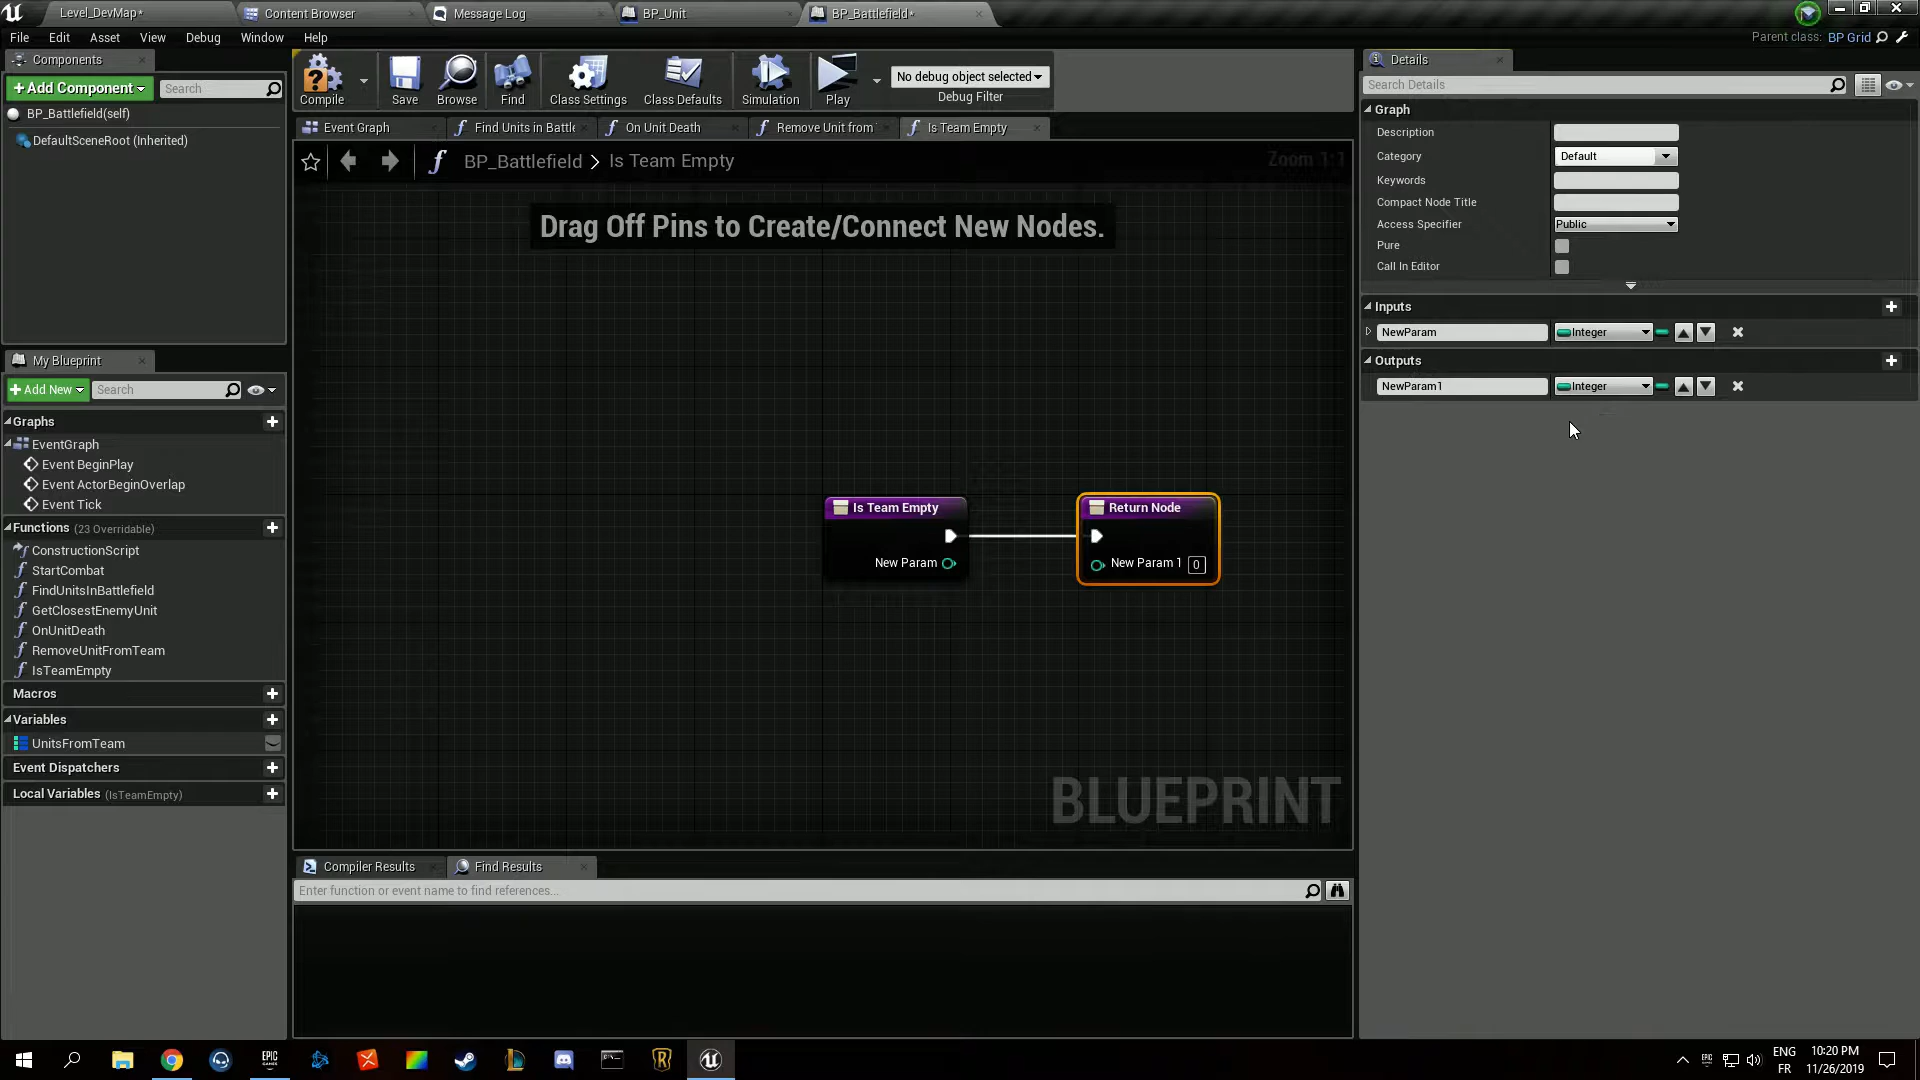 Level_DevMap*
Content Browser
Message Log
BP_Unit
BP_Battlefield*
File Edit Asset View Debug Window Help
Parent class: BP Grid
Components
+Add Component
Search
BP_Battlefield(self)
DefaultSceneRoot (Inherited)
Compile
Save
Browse
Find
Class Settings
Class Defaults
Simulation
Play
No debug object selected
Debug Filter
Event Graph
Find Units in Battle
On Unit Death
Remove Unit from
Is Team Empty
BP_Battlefield > Is Team Empty
Zoom 1:1
Drag Off Pins to Create/Connect New Nodes.
Is Team Empty
New Param
Return Node
New Param 1 0
BLUEPRINT
My Blueprint
+Add New
Search
Graphs
EventGraph
Event BeginPlay
Event ActorBeginOverlap
Event Tick
Functions (23 Overridable)
ConstructionScript
StartCombat
FindUnitsInBattlefield
GetClosestEnemyUnit
OnUnitDeath
RemoveUnitFromTeam
IsTeamEmpty
Macros
Variables
UnitsFromTeam
Event Dispatchers
Local Variables (IsTeamEmpty)
Compiler Results
Find Results
Enter function or event name to find references...
Details
Search Details
Graph
Description
Category Default
Keywords
Compact Node Title
Access Specifier Public
Pure
Call In Editor
Inputs
NewParam Integer
Outputs
NewParam1 Integer
EPIC GAMES
ENG
FR
10:20 PM
11/26/2019